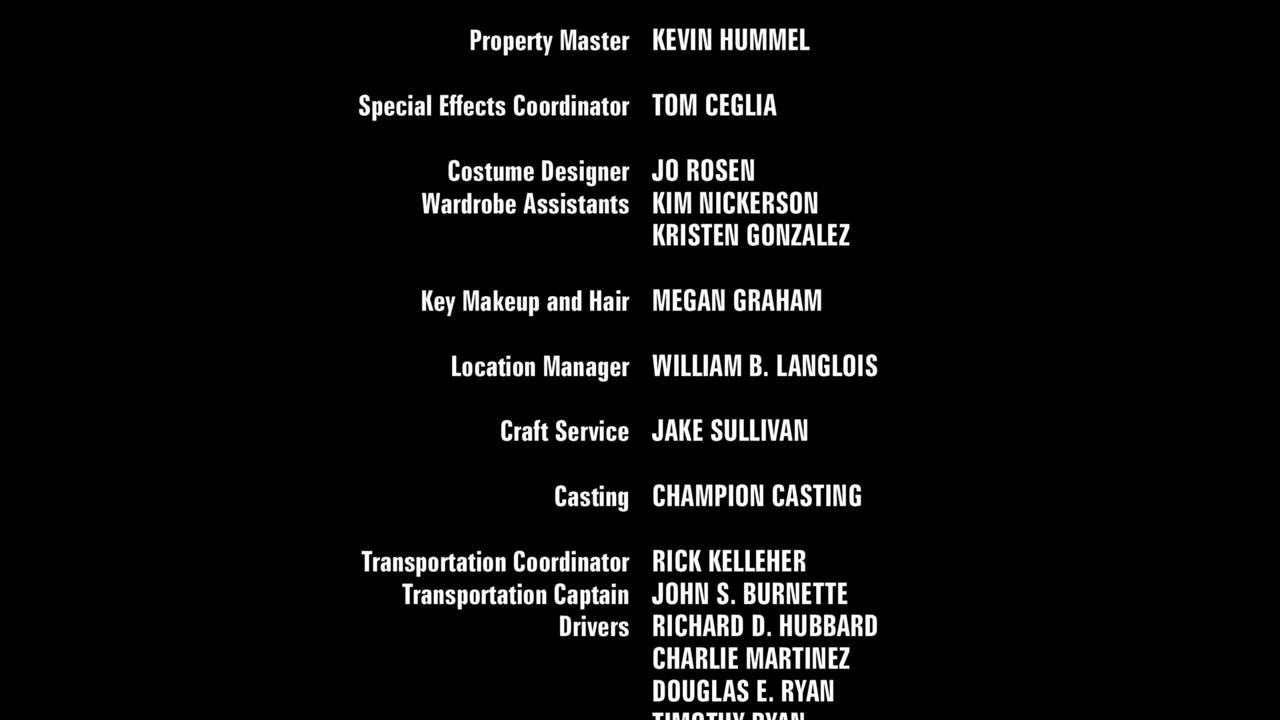 Property Master KEVIN HUMMEL
Special Effects Coordinator TOM CEGLIA
Costume Designer JO ROSEN
Wardrobe Assistants KIM NICKERSON
KRISTEN GONZALEZ
Key Makeup and Hair MEGAN GRAHAM
Location Manager WILLIAM B. LANGLOIS
Craft Service JAKE SULLIVAN
Casting CHAMPION CASTING
Transportation Coordinator RICK KELLEHER
Transportation Captain JOHN S. BURNETTE
Drivers RICHARD D. HUBBARD
CHARLIE MARTINEZ
DOUGLAS E. RYAN
TIMOTHY RYAN